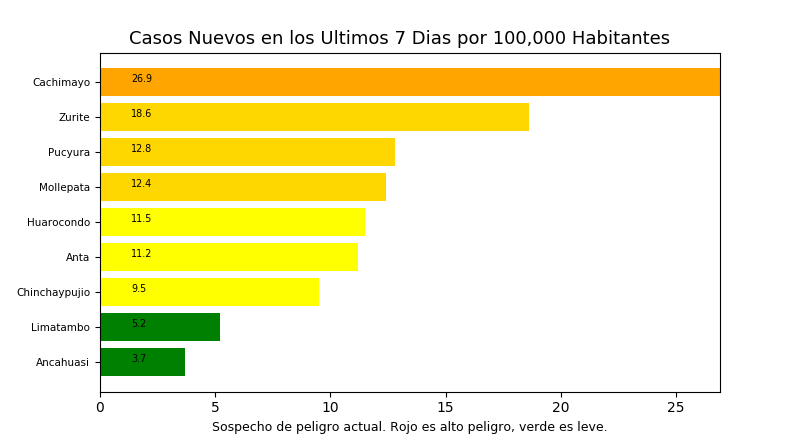 Casos Nuevos en los Ultimos 7 Dias por 100,000 Habitantes
Cachimayo 26.9
Zurite 18.6
Pucyura 12.8
Mollepata 12.4
Huarocondo 11.5
Anta 11.2
Chinchaypujio 9.5
Limatambo 5.2
Ancahuasi 3.7
0 5 10 15 20 25
Sospecho de peligro actual. Rojo es alto peligro, verde es leve.